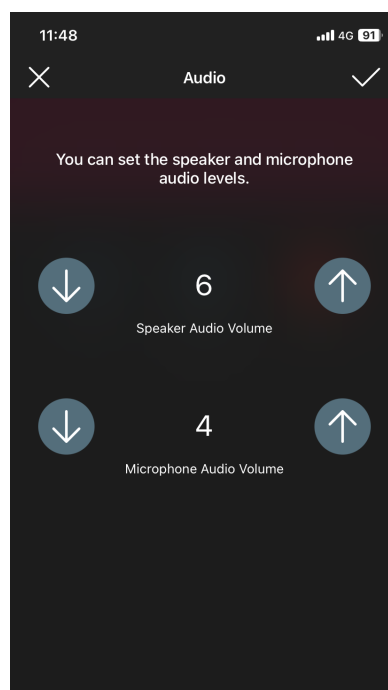 11:48
4G 91
Audio
You can set the speaker and microphone
audio levels.
6
Speaker Audio Volume
4
Microphone Audio Volume